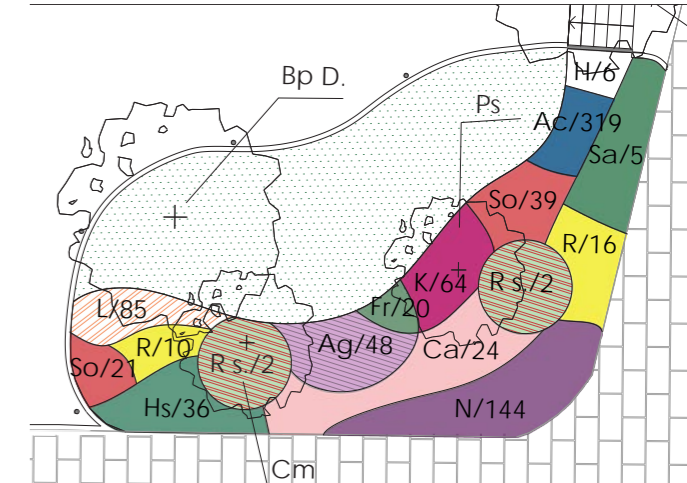 Bp D.
Ps
H/6
Ac/319
Sa/5
So/39
R/16
K/64
R s./2
L/85
Fr/20
R/10
Ag/48
Ca/24
So/21
R s./2
Hs/36
N/144
Cm